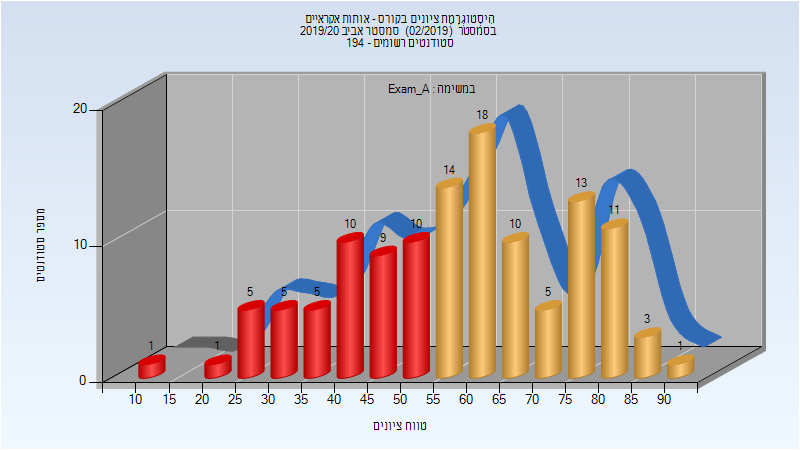 היסטוגרמת ציונים בקורס - אותות אקראיים
בסמסטר (02/2019) סמסטר אביב 2019/20
סטודנטים רשומים - 194
במשימה : Exam_A
מספר סטודנטים
20
10
0
1
1
5
5
5
10
9
10
14
18
10
5
13
11
3
1
10 15 20 25 30 35 40 45 50 55 60 65 70 75 80 85 90
טווח ציונים